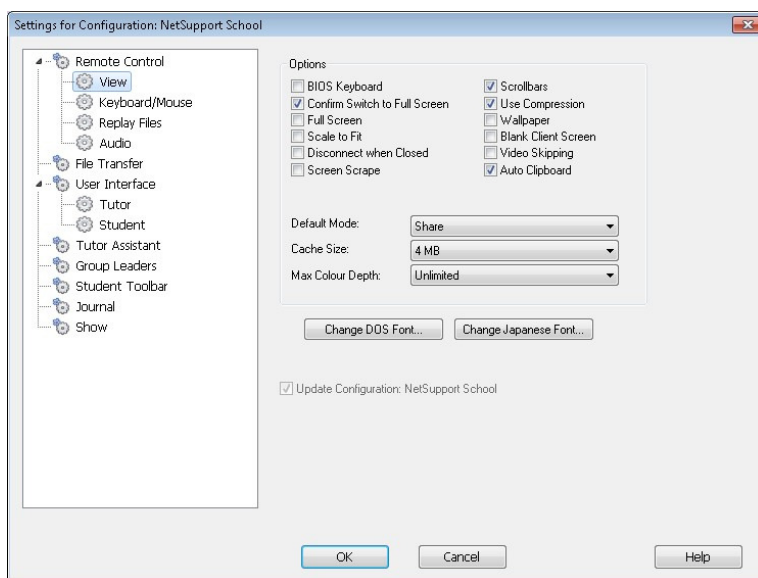 Settings for Configuration: NetSupport School
Remote Control
View
Keyboard/Mouse
Replay Files
Audio
File Transfer
User Interface
Tutor
Student
Tutor Assistant
Group Leaders
Student Toolbar
Journal
Show
Options
BIOS Keyboard
Confirm Switch to Full Screen
Full Screen
Scale to Fit
Disconnect when Closed
Screen Scrape
Scrollbars
Use Compression
Wallpaper
Blank Client Screen
Video Skipping
Auto Clipboard
Default Mode: Share
Cache Size: 4 MB
Max Colour Depth: Unlimited
Change DOS Font... Change Japanese Font...
Update Configuration: NetSupport School
OK Cancel Help